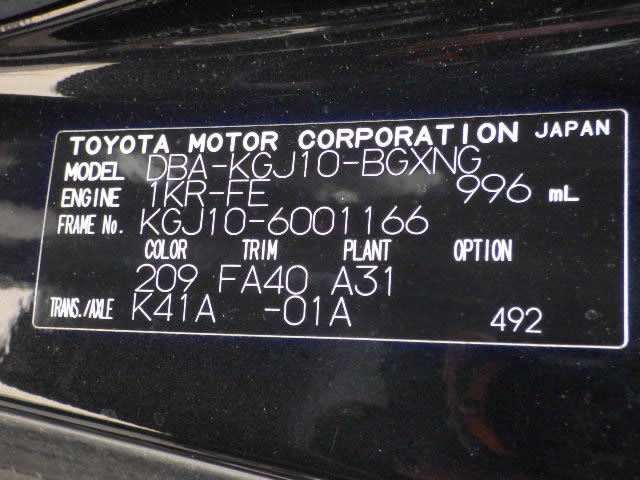 TOYOTA MOTOR CORPORATION JAPAN
MODEL DBA-KGJ10-BGXNG
ENGINE 1KR-FE 996 mL
FRAME No. KGJ10-6001166
COLOR TRIM PLANT OPTION
209 FA40 A31
TRANS./AXLE K41A -01A 492